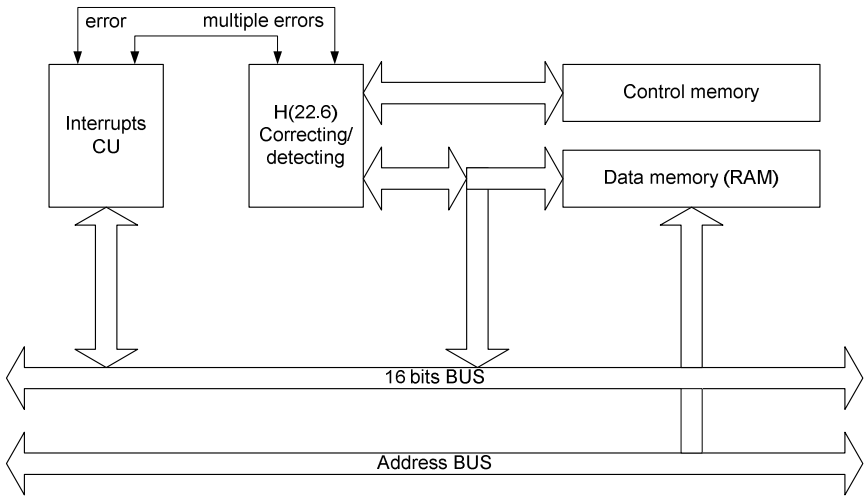 error
multiple errors
Interrupts
CU
H(22.6)
Correcting/
detecting
Control memory
Data memory (RAM)
16 bits BUS
Address BUS